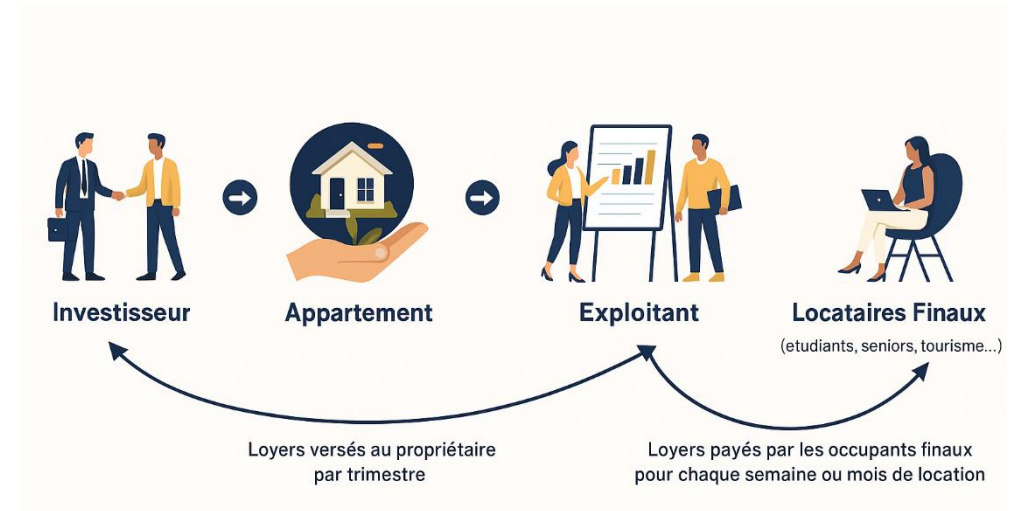 Investisseur
Appartement
Exploitant
Locataires Finaux
(etudiants, seniors, tourisme...)
Loyers versés au propriétaire
par trimestre
Loyers payés par les occupants finaux
pour chaque semaine ou mois de location